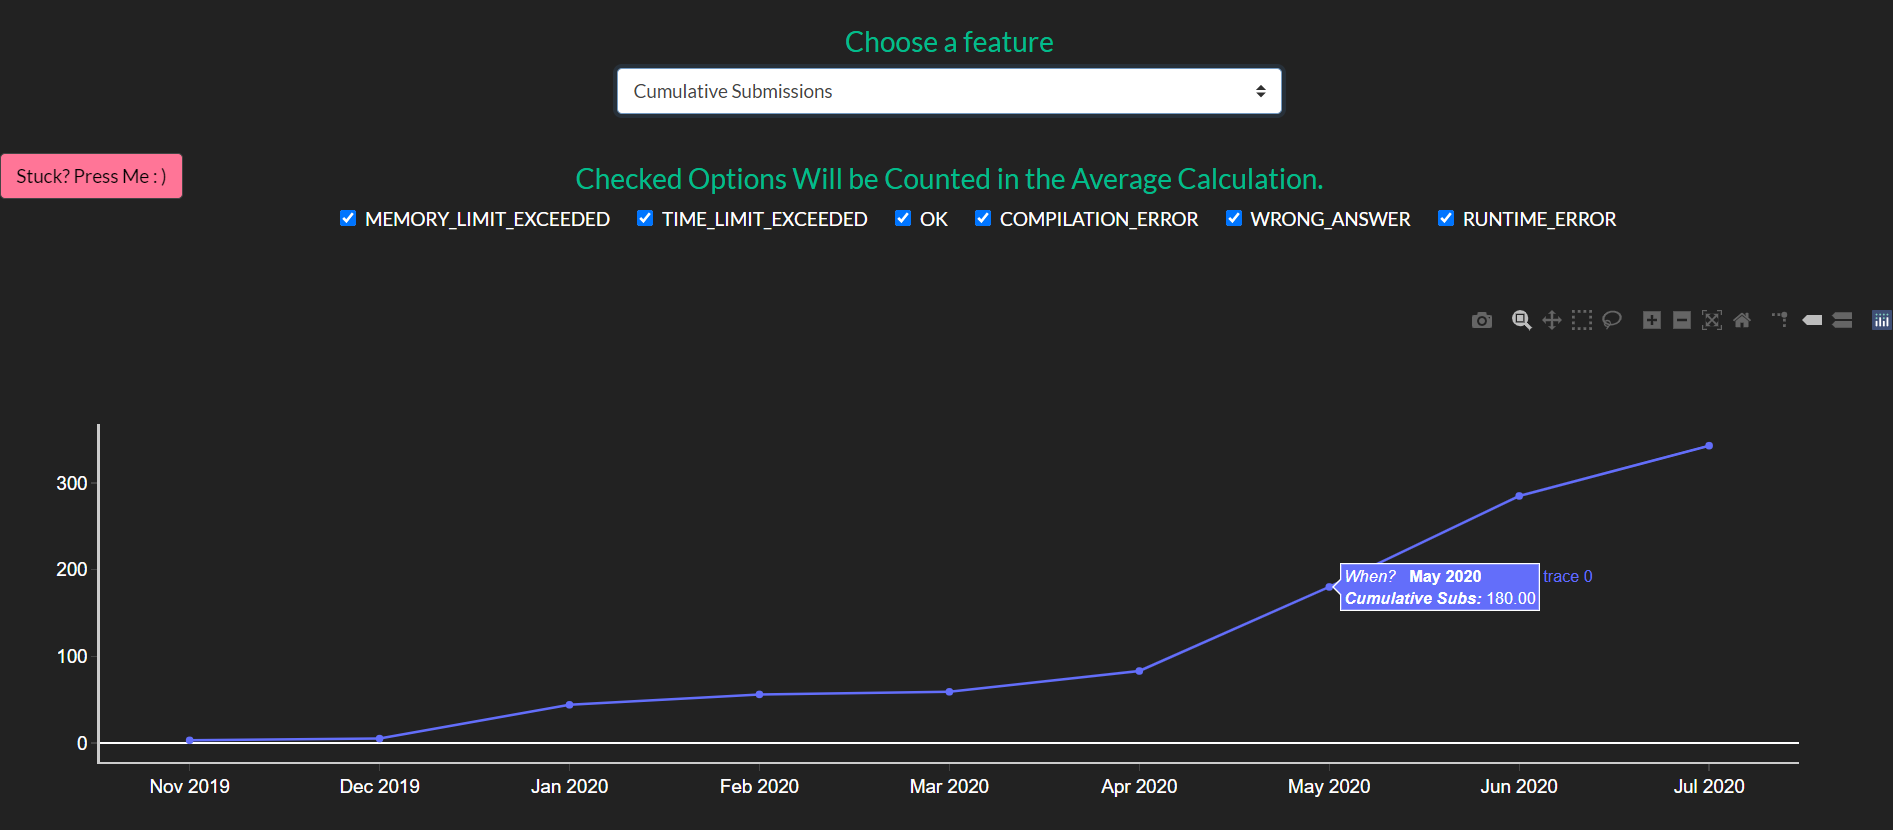 Choose a feature
Cumulative Submissions
Stuck? Press Me : )
Checked Options Will be Counted in the Average Calculation.
MEMORY_LIMIT_EXCEEDED TIME_LIMIT_EXCEEDED OK COMPILATION_ERROR WRONG_ANSWER RUNTIME_ERROR
300
200
100
0
When? May 2020 trace 0
Cumulative Subs: 180.00
Nov 2019 Dec 2019 Jan 2020 Feb 2020 Mar 2020 Apr 2020 May 2020 Jun 2020 Jul 2020